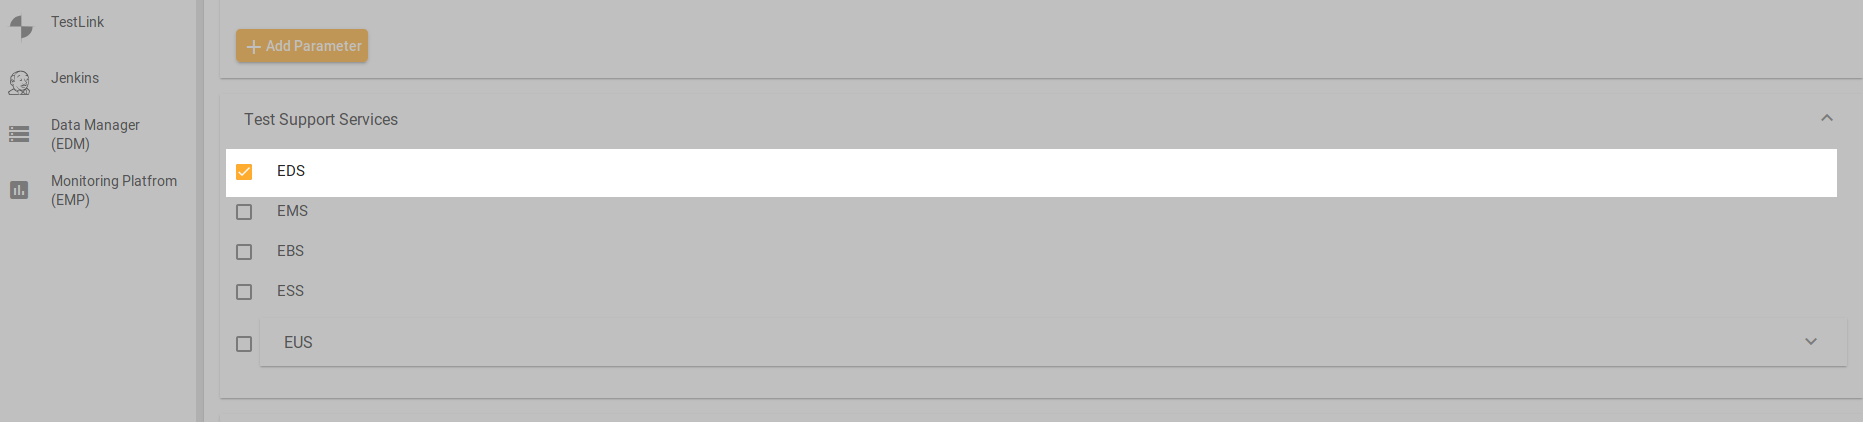 TestLink
Jenkins
Data Manager
(EDM)
Monitoring Platfrom
(EMP)
Add Parameter
Test Support Services
EDS
EMS
EBS
ESS
EUS